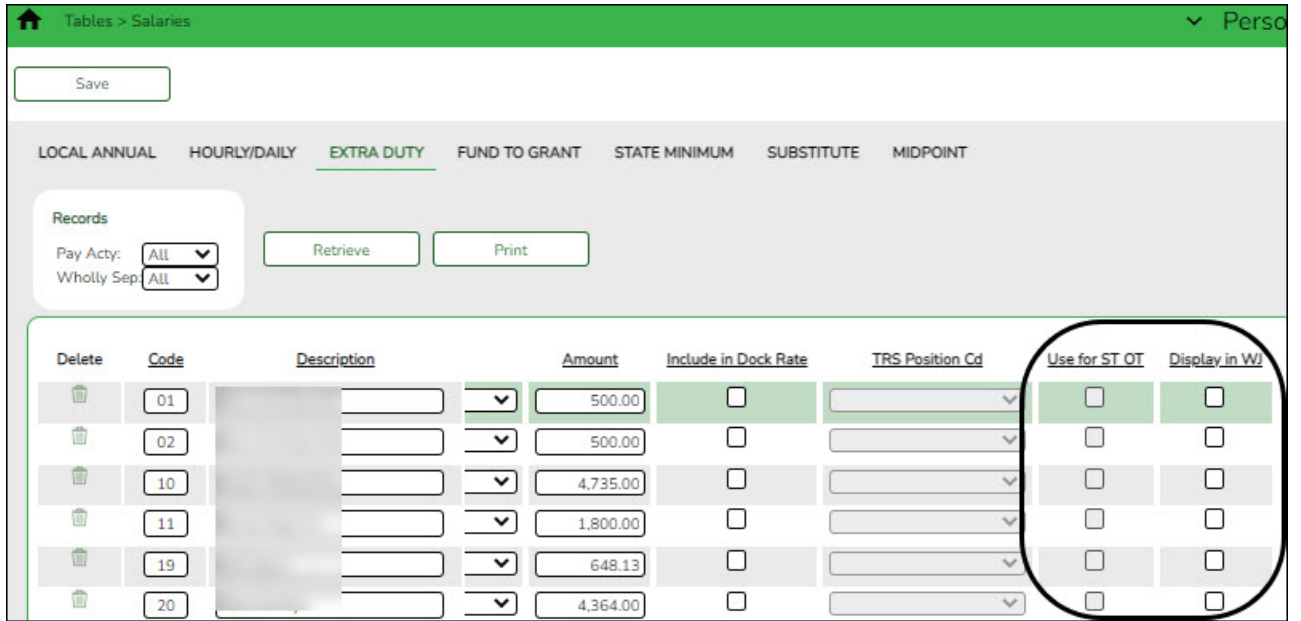 Tables > Salaries
Perso
Save
LOCAL ANNUAL HOURLY/DAILY EXTRA DUTY FUND TO GRANT STATE MINIMUM SUBSTITUTE MIDPOINT
Records
Pay Acty: All
Retrieve Print
Wholly Sep: All
Delete Code Description Amount Include in Dock Rate TRS Position Cd Use for ST OT Display in WJ
01 500.00
02 500.00
10 4,735.00
11 1,800.00
19 648.13
20 4,364.00